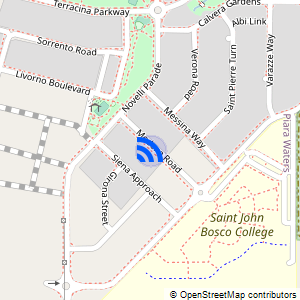 Terracina Parkway
Calvera Gardens
Albi Link
Sorrento Road
Livorno Boulevard
Novelli Parade
Verona Road
Saint Pierre Turn
Varazze Way
Messina Way
Road
Siena Approach
Girona Street
Piara Waters
Saint John
Bosco College
© OpenStreetMap contributors